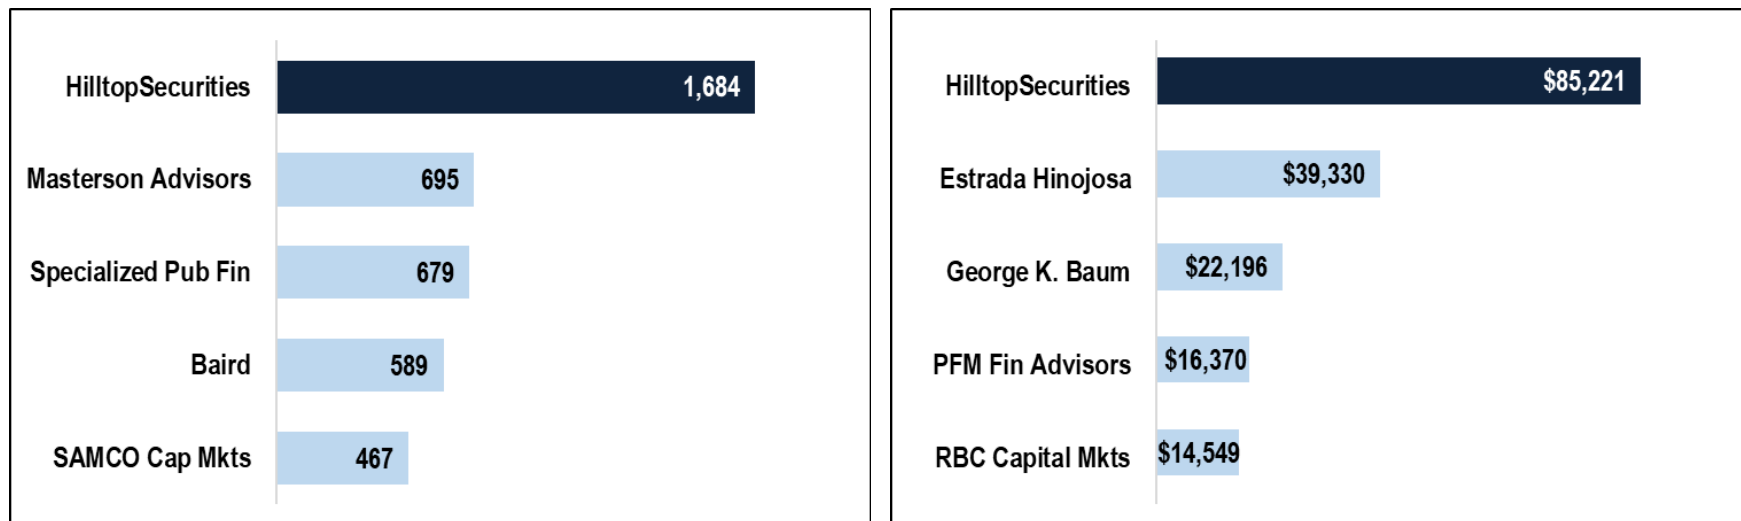 HilltopSecurities 1,684
Masterson Advisors 695
Specialized Pub Fin 679
Baird 589
SAMCO Cap Mkts 467
HilltopSecurities $85,221
Estrada Hinojosa $39,330
George K. Baum $22,196
PFM Fin Advisors $16,370
RBC Capital Mkts $14,549